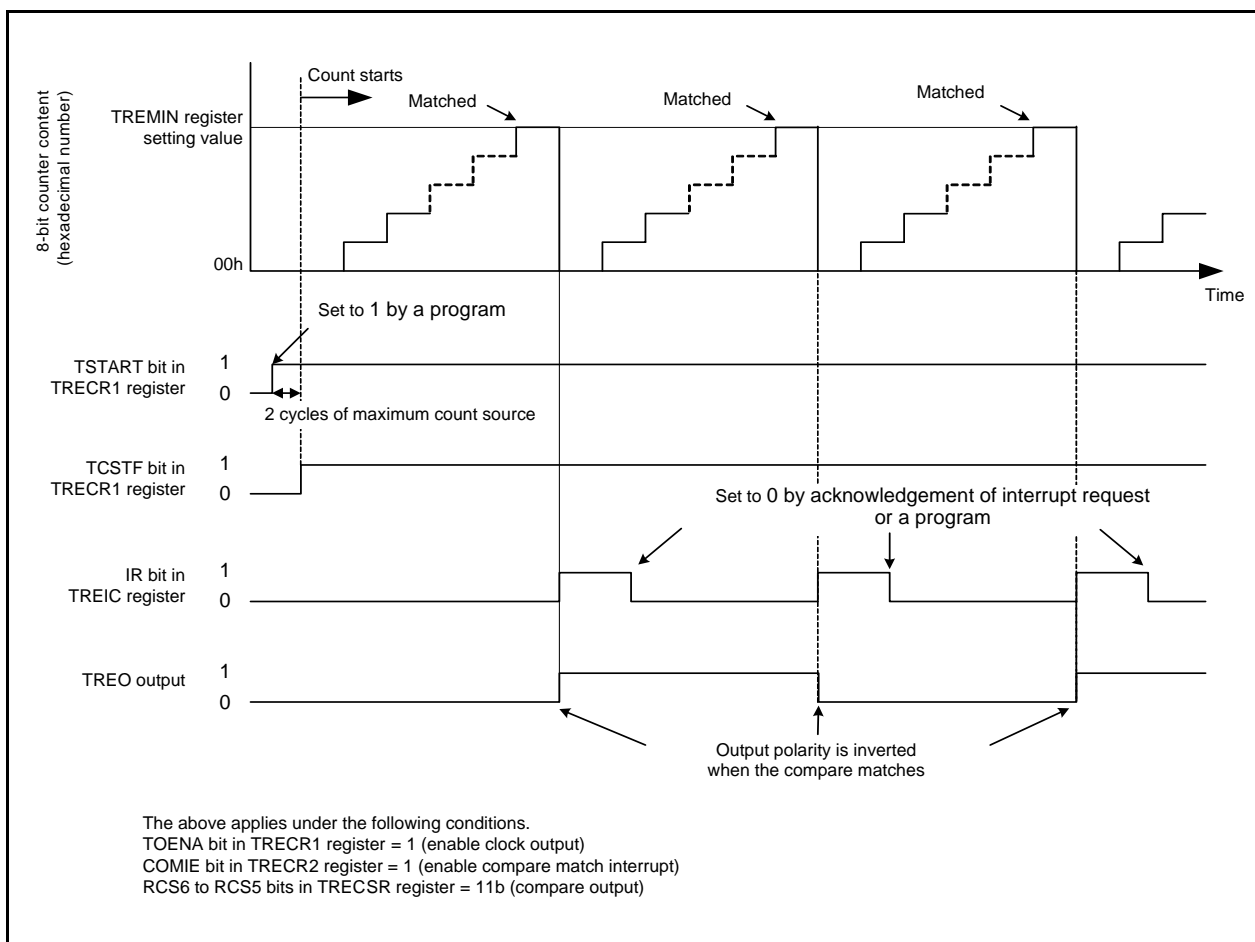 Count starts
Matched
Matched
Matched
TREMIN register
setting value
8-bit counter content
(hexadecimal number)
00h
Time
Set to 1 by a program
TSTART bit in
TRECR1 register
1
0
2 cycles of maximum count source
TCSTF bit in
TRECR1 register
1
0
Set to 0 by acknowledgement of interrupt request
or a program
IR bit in
TREIC register
1
0
TREO output
1
0
Output polarity is inverted
when the compare matches
The above applies under the following conditions.
TOENA bit in TRECR1 register = 1 (enable clock output)
COMIE bit in TRECR2 register = 1 (enable compare match interrupt)
RCS6 to RCS5 bits in TRECSR register = 11b (compare output)